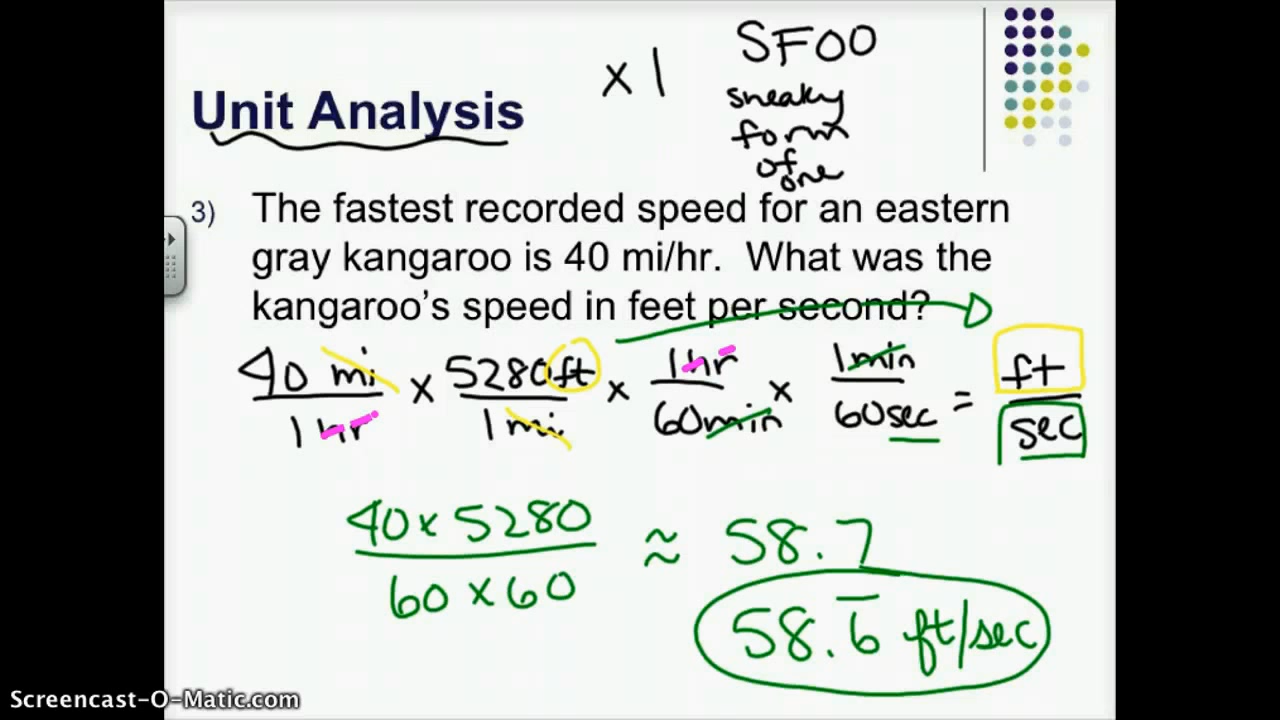 x 1 SFOO
sneaky
form
of
one
Unit Analysis
3) The fastest recorded speed for an eastern
gray kangaroo is 40 mi/hr. What was the
kangaroo's speed in feet per second?
40 mi / 1 hr × 5280 ft / 1 mi × 1 hr / 60 min × 1 min / 60 sec = ft / sec
40 × 5280 / 60 × 60 ≈ 58.7
58.6̅ ft/sec
Screencast-O-Matic.com